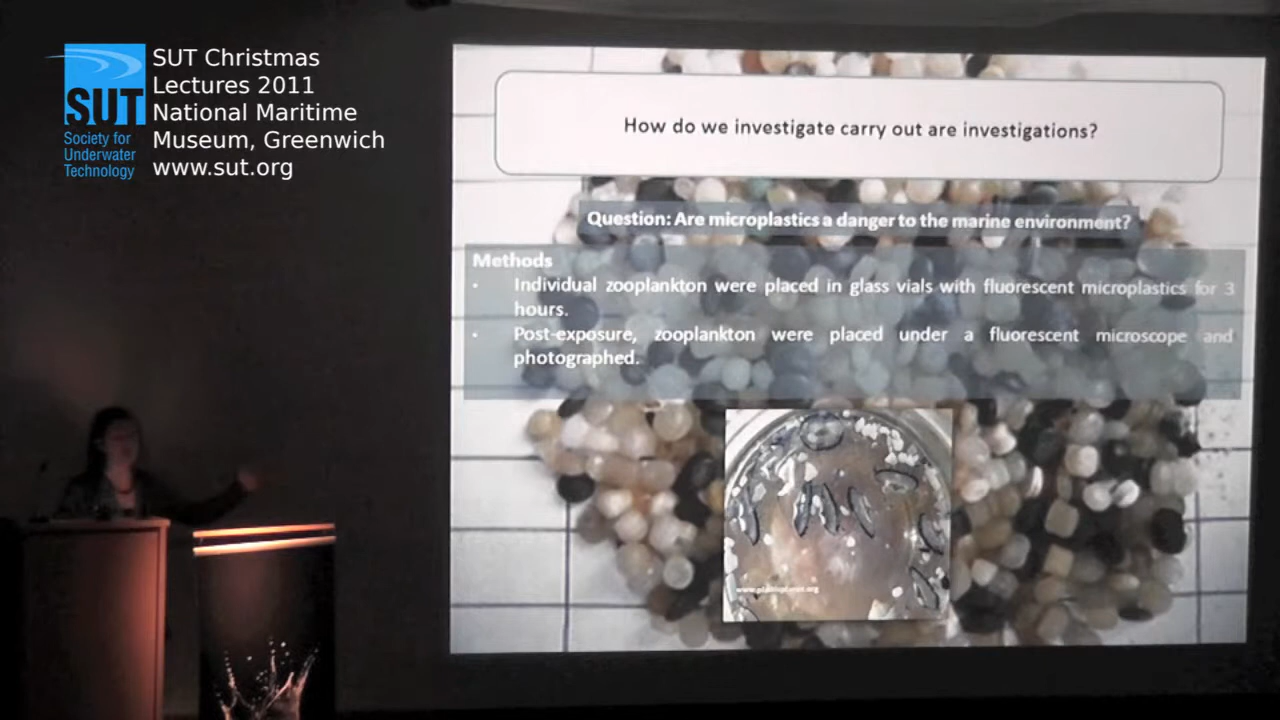 SUT Christmas
Lectures 2011
National Maritime
Museum, Greenwich
www.sut.org
SUT
Society for
Underwater
Technology
How do we investigate carry out are investigations?
Question: Are microplastics a danger to the marine environment?
Methods
• Individual zooplankton were placed in glass vials with fluorescent microplastics for 3
hours.
• Post-exposure, zooplankton were placed under a fluorescent microscope and
photographed.